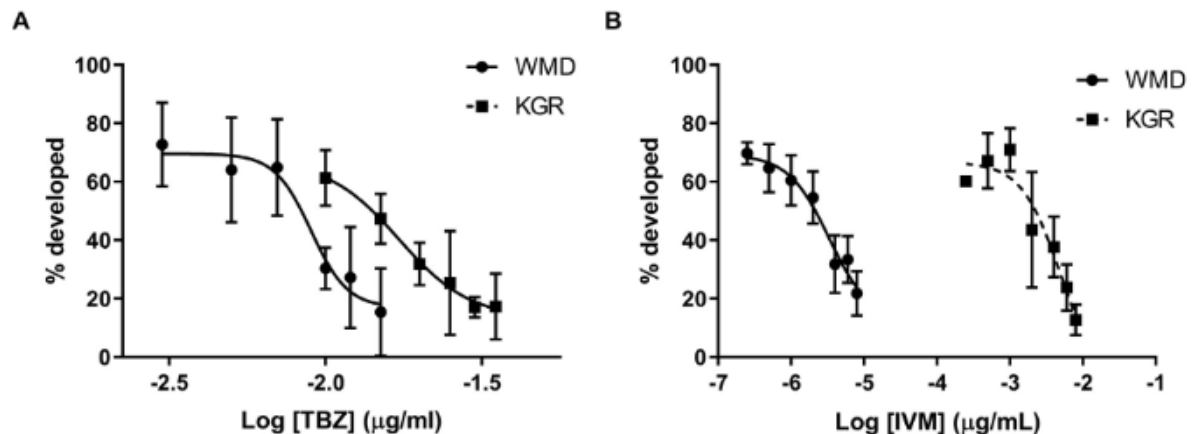 A
B
100
80
60
40
20
0
% developed
-2.5
-2.0
-1.5
Log [TBZ] (μg/ml)
WMD
KGR
100
80
60
40
20
0
% developed
-7
-6
-5
-4
-3
-2
-1
Log [IVM] (μg/mL)
WMD
KGR